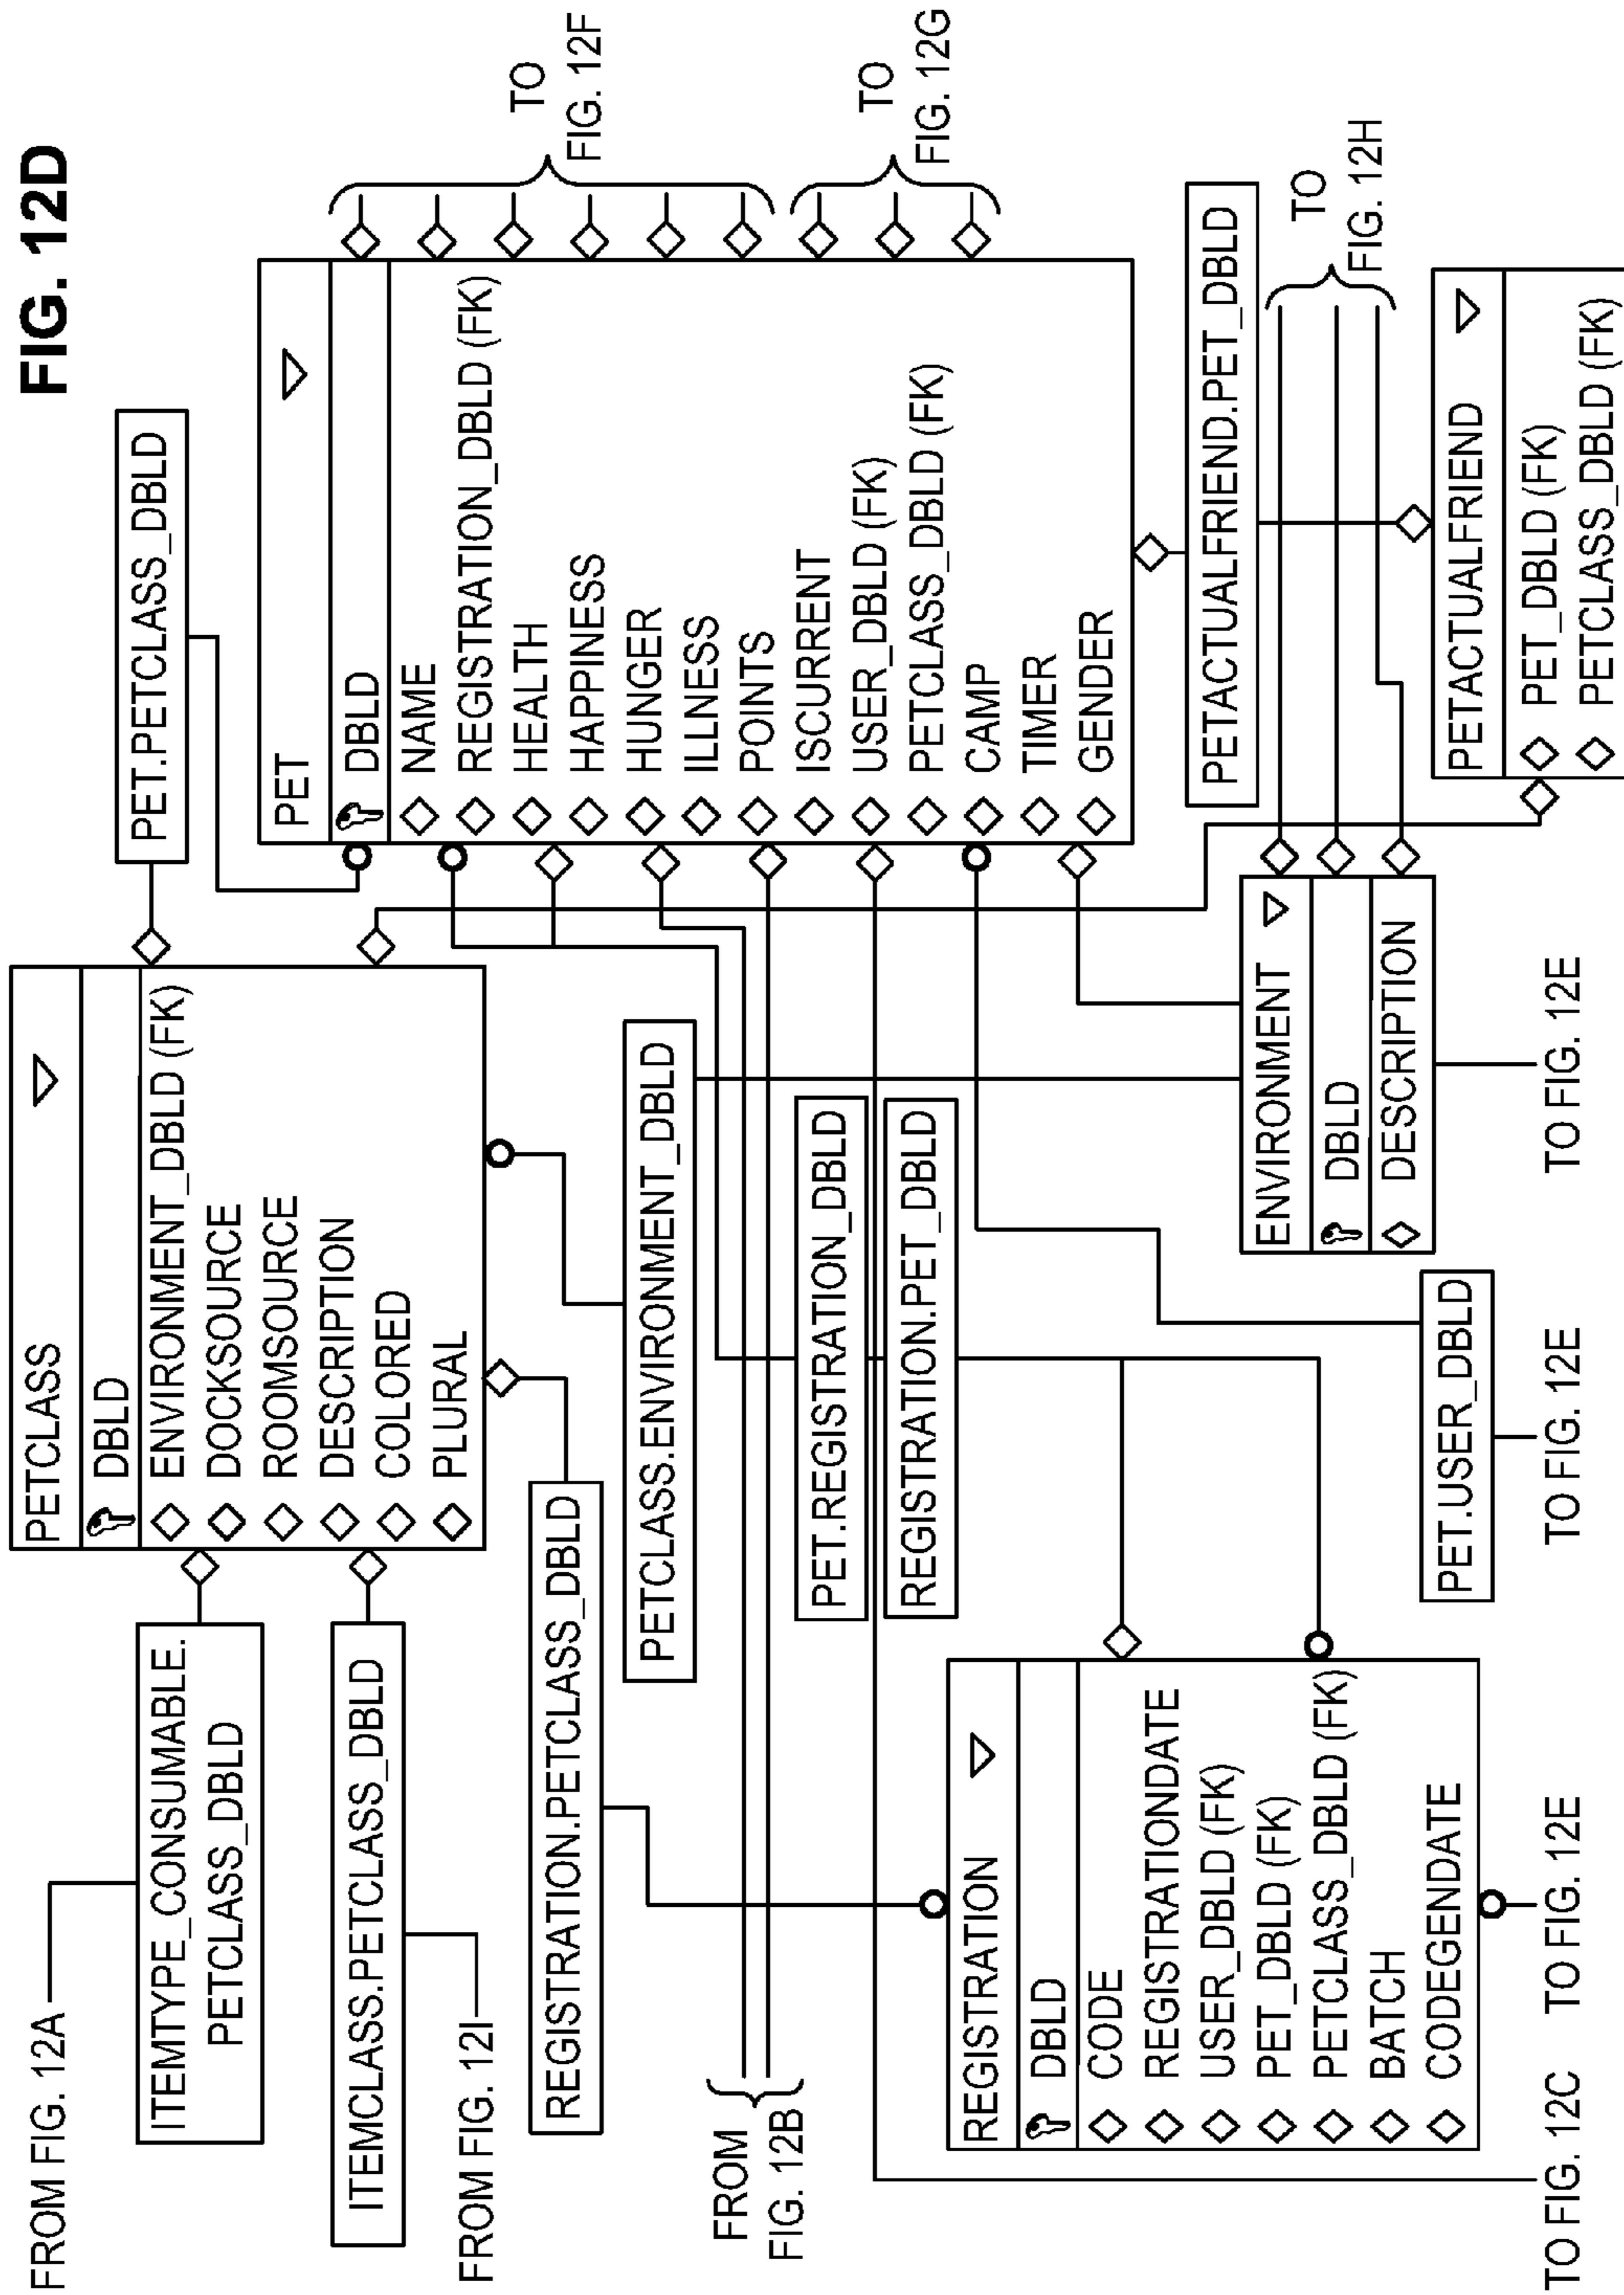 FIG. 12D
FROM FIG. 12A
ITEMTYPE_CONSUMABLE.
PETCLASS_DBLD
ITEMCLASS.PETCLASS_DBLD
FROM FIG. 12I
PETCLASS
DBLD
ENVIRONMENT_DBLD (FK)
DOCKSOURCE
ROOMSOURCE
DESCRIPTION
COLORED
PLURAL
PET.PETCLASS_DBLD
REGISTRATION.PETCLASS_DBLD
PETCLASS.ENVIRONMENT_DBLD
FROM
FIG. 12B
PET.REGISTRATION_DBLD
REGISTRATION.PET_DBLD
PET
DBLD
NAME
REGISTRATION_DBLD (FK)
HEALTH
HAPPINESS
HUNGER
ILLNESS
POINTS
ISCURRENT
USER_DBLD (FK)
PETCLASS_DBLD (FK)
CAMP
TIMER
GENDER
TO
FIG. 12F
TO
FIG. 12G
REGISTRATION
DBLD
CODE
REGISTRATIONDATE
USER_DBLD (FK)
PET_DBLD (FK)
PETCLASS_DBLD (FK)
BATCH
CODEGENDATE
PET.USER_DBLD
ENVIRONMENT
DBLD
DESCRIPTION
PETACTUALFRIEND.PET_DBLD
TO
FIG. 12H
PETACTUALFRIEND
PET_DBLD (FK)
PETCLASS_DBLD (FK)
TO FIG. 12C
TO FIG. 12E
TO FIG. 12E
TO FIG. 12E